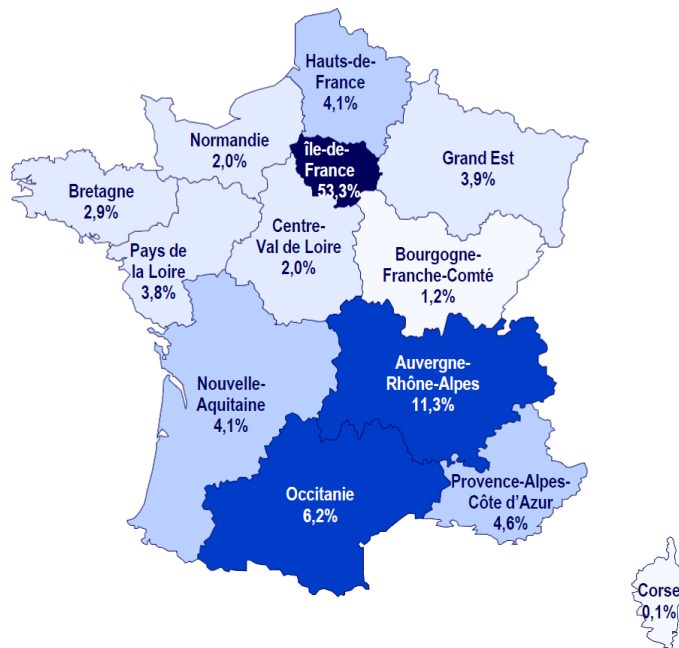 Hauts-de-
France
4,1%
Normandie
2,0%
île-de-
France
53,3%
Grand Est
3,9%
Bretagne
2,9%
Centre-
Val de Loire
2,0%
Pays de
la Loire
3,8%
Bourgogne-
Franche-Comté
1,2%
Auvergne-
Rhône-Alpes
11,3%
Nouvelle-
Aquitaine
4,1%
Provence-Alpes-
Côte d'Azur
4,6%
Occitanie
6,2%
Corse
0,1%